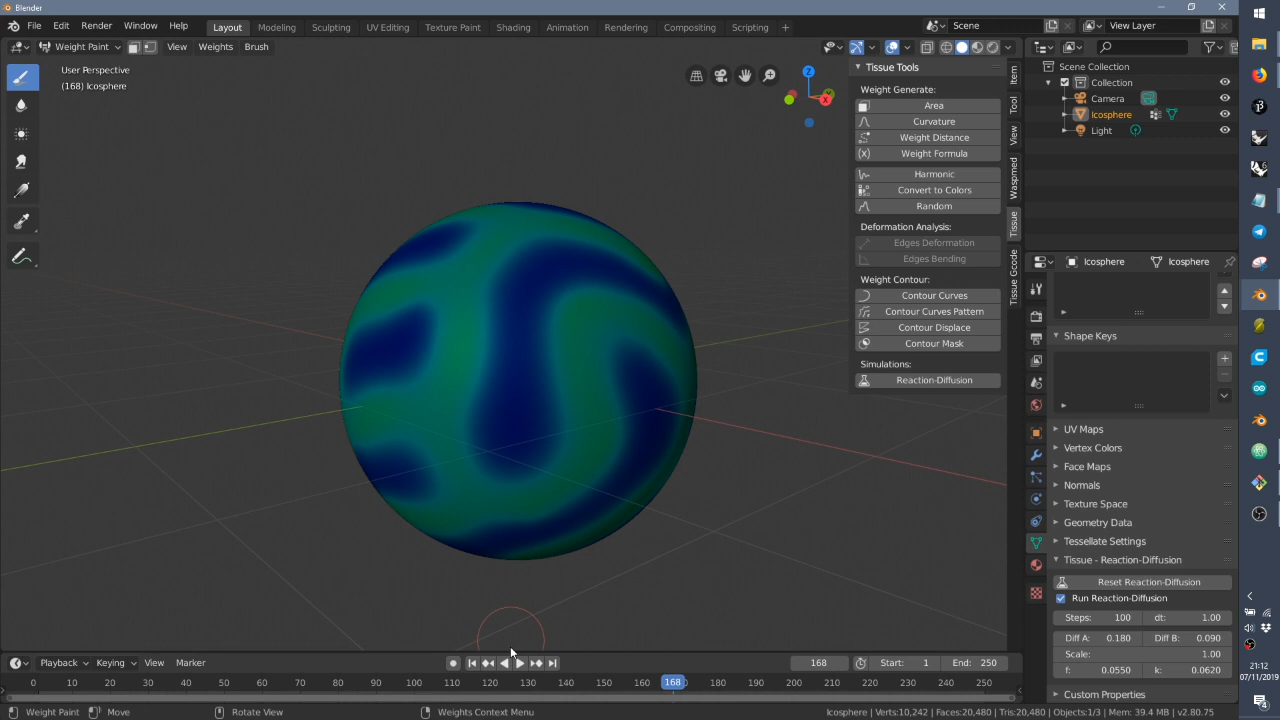 Blender
File Edit Render Window Help Layout Modeling Sculpting UV Editing Texture Paint Shading Animation Rendering Compositing Scripting + Scene View Layer
Weight Paint View Weights Brush
User Perspective
(168) Icosphere
Z
X
Y
Tissue Tools
Weight Generate:
Area
Curvature
Weight Distance
(x) Weight Formula
Harmonic
Convert to Colors
Random
Deformation Analysis:
Edges Deformation
Edges Bending
Weight Contour:
Contour Curves
Contour Curves Pattern
Contour Displace
Contour Mask
Simulations:
Reaction-Diffusion
Item
Tool
View
Waspmed
Tissue
Tissue Gcode
Scene Collection
Collection
Camera
Icosphere
Light
Icosphere Icosphere
Shape Keys
UV Maps
Vertex Colors
Face Maps
Normals
Texture Space
Geometry Data
Tessellate Settings
Tissue - Reaction-Diffusion
Reset Reaction-Diffusion
Run Reaction-Diffusion
Steps: 100 dt: 1.00
Diff A: 0.180 Diff B: 0.090
Scale: 1.00
f: 0.0550 k: 0.0620
Custom Properties
Playback Keying View Marker 168 Start: 1 End: 250
0 10 20 30 40 50 60 70 80 90 100 110 120 130 140 150 160 168 180 190 200 210 220 230 240 250
Weight Paint Move Rotate View Weights Context Menu Icosphere | Verts:10,242 | Faces:20,480 | Tris:20,480 | Objects:1/3 | Mem: 39.4 MB | v2.80.75
21:12
07/11/2019